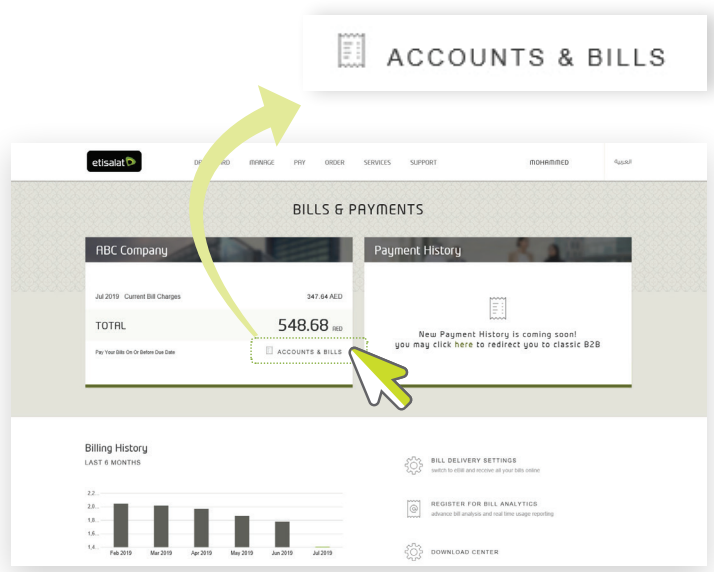 ACCOUNTS & BILLS
etisalat
MANAGE PAY ORDER SERVICES SUPPORT MOHAMMED العربية
BILLS & PAYMENTS
ABC Company
Jul 2019 Current Bill Charges 347.64 AED
TOTAL 548.68 AED
Pay Your Bills On Or Before Due Date ACCOUNTS & BILLS
Payment History
New Payment History is coming soon!
you may click here to redirect you to classic B2B
Billing History
LAST 6 MONTHS
2.2...
2.0...
1.8...
1.6...
1.4...
Feb 2019 Mar 2019 Apr 2019 May 2019 Jun 2019 Jul 2019
BILL DELIVERY SETTINGS
switch to eBill and receive all your bills online
REGISTER FOR BILL ANALYTICS
advance bill analysis and real time usage reporting
DOWNLOAD CENTER